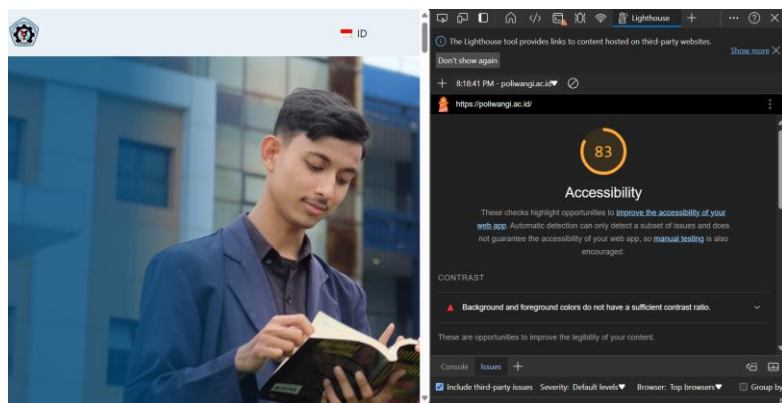 ID
Lighthouse
The Lighthouse tool provides links to content hosted on third-party websites.
Show more
Don't show again
8:18:41 PM - poliwangi.ac.id
https://poliwangi.ac.id/
83
Accessibility
These checks highlight opportunities to improve the accessibility of your
web app. Automatic detection can only detect a subset of issues and does
not guarantee the accessibility of your web app, so manual testing is also
encouraged.
CONTRAST
Background and foreground colors do not have a sufficient contrast ratio.
These are opportunities to improve the legibility of your content.
Console Issues
Include third-party issues Severity: Default levels Browser: Top browsers Group by